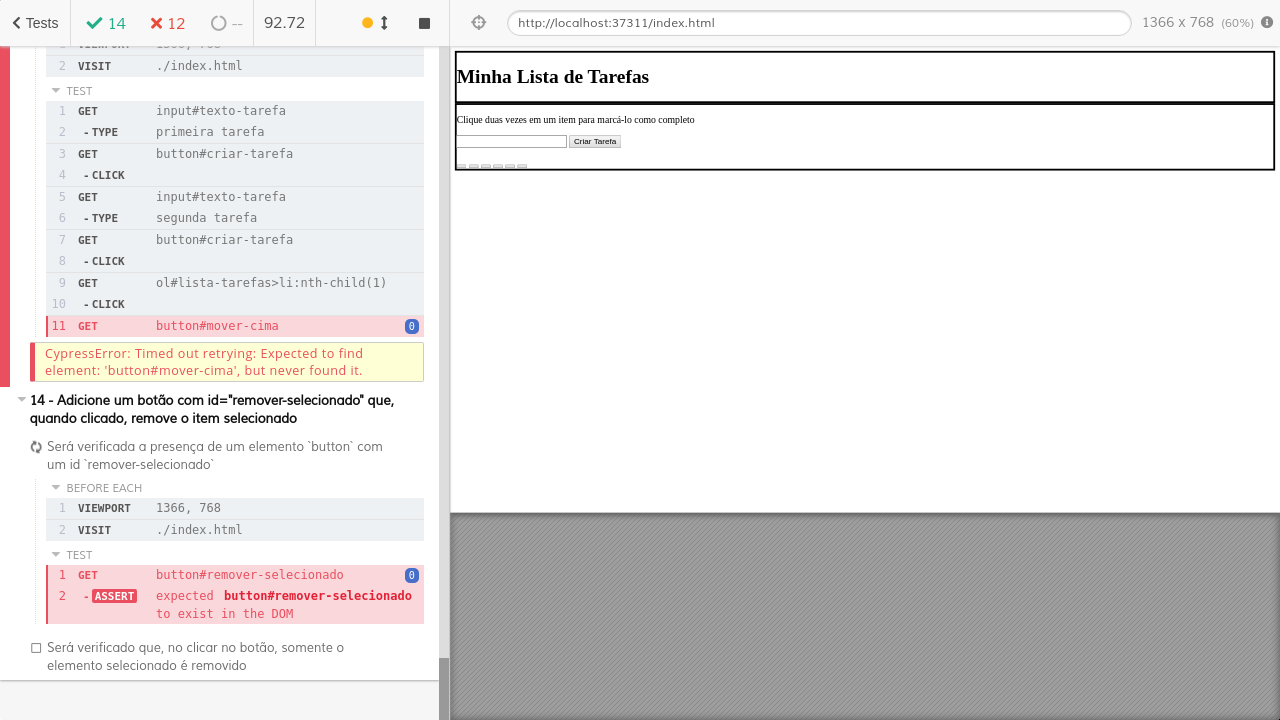 Tests 14 12 -- 92.72
http://localhost:37311/index.html 1366 x 768 (60%)
1 VIEWPORT 1366, 768
2 VISIT ./index.html
TEST
1 GET input#texto-tarefa
2 - TYPE primeira tarefa
3 GET button#criar-tarefa
4 - CLICK
5 GET input#texto-tarefa
6 - TYPE segunda tarefa
7 GET button#criar-tarefa
8 - CLICK
9 GET ol#lista-tarefas>li:nth-child(1)
10 - CLICK
11 GET button#mover-cima 0
CypressError: Timed out retrying: Expected to find
element: 'button#mover-cima', but never found it.
14 - Adicione um botão com id="remover-selecionado" que,
quando clicado, remove o item selecionado
Será verificada a presença de um elemento `button` com
um id `remover-selecionado`
BEFORE EACH
1 VIEWPORT 1366, 768
2 VISIT ./index.html
TEST
1 GET button#remover-selecionado 0
2 - ASSERT expected button#remover-selecionado
to exist in the DOM
Será verificado que, no clicar no botão, somente o
elemento selecionado é removido
Minha Lista de Tarefas
Clique duas vezes em um item para marcá-lo como completo
Criar Tarefa